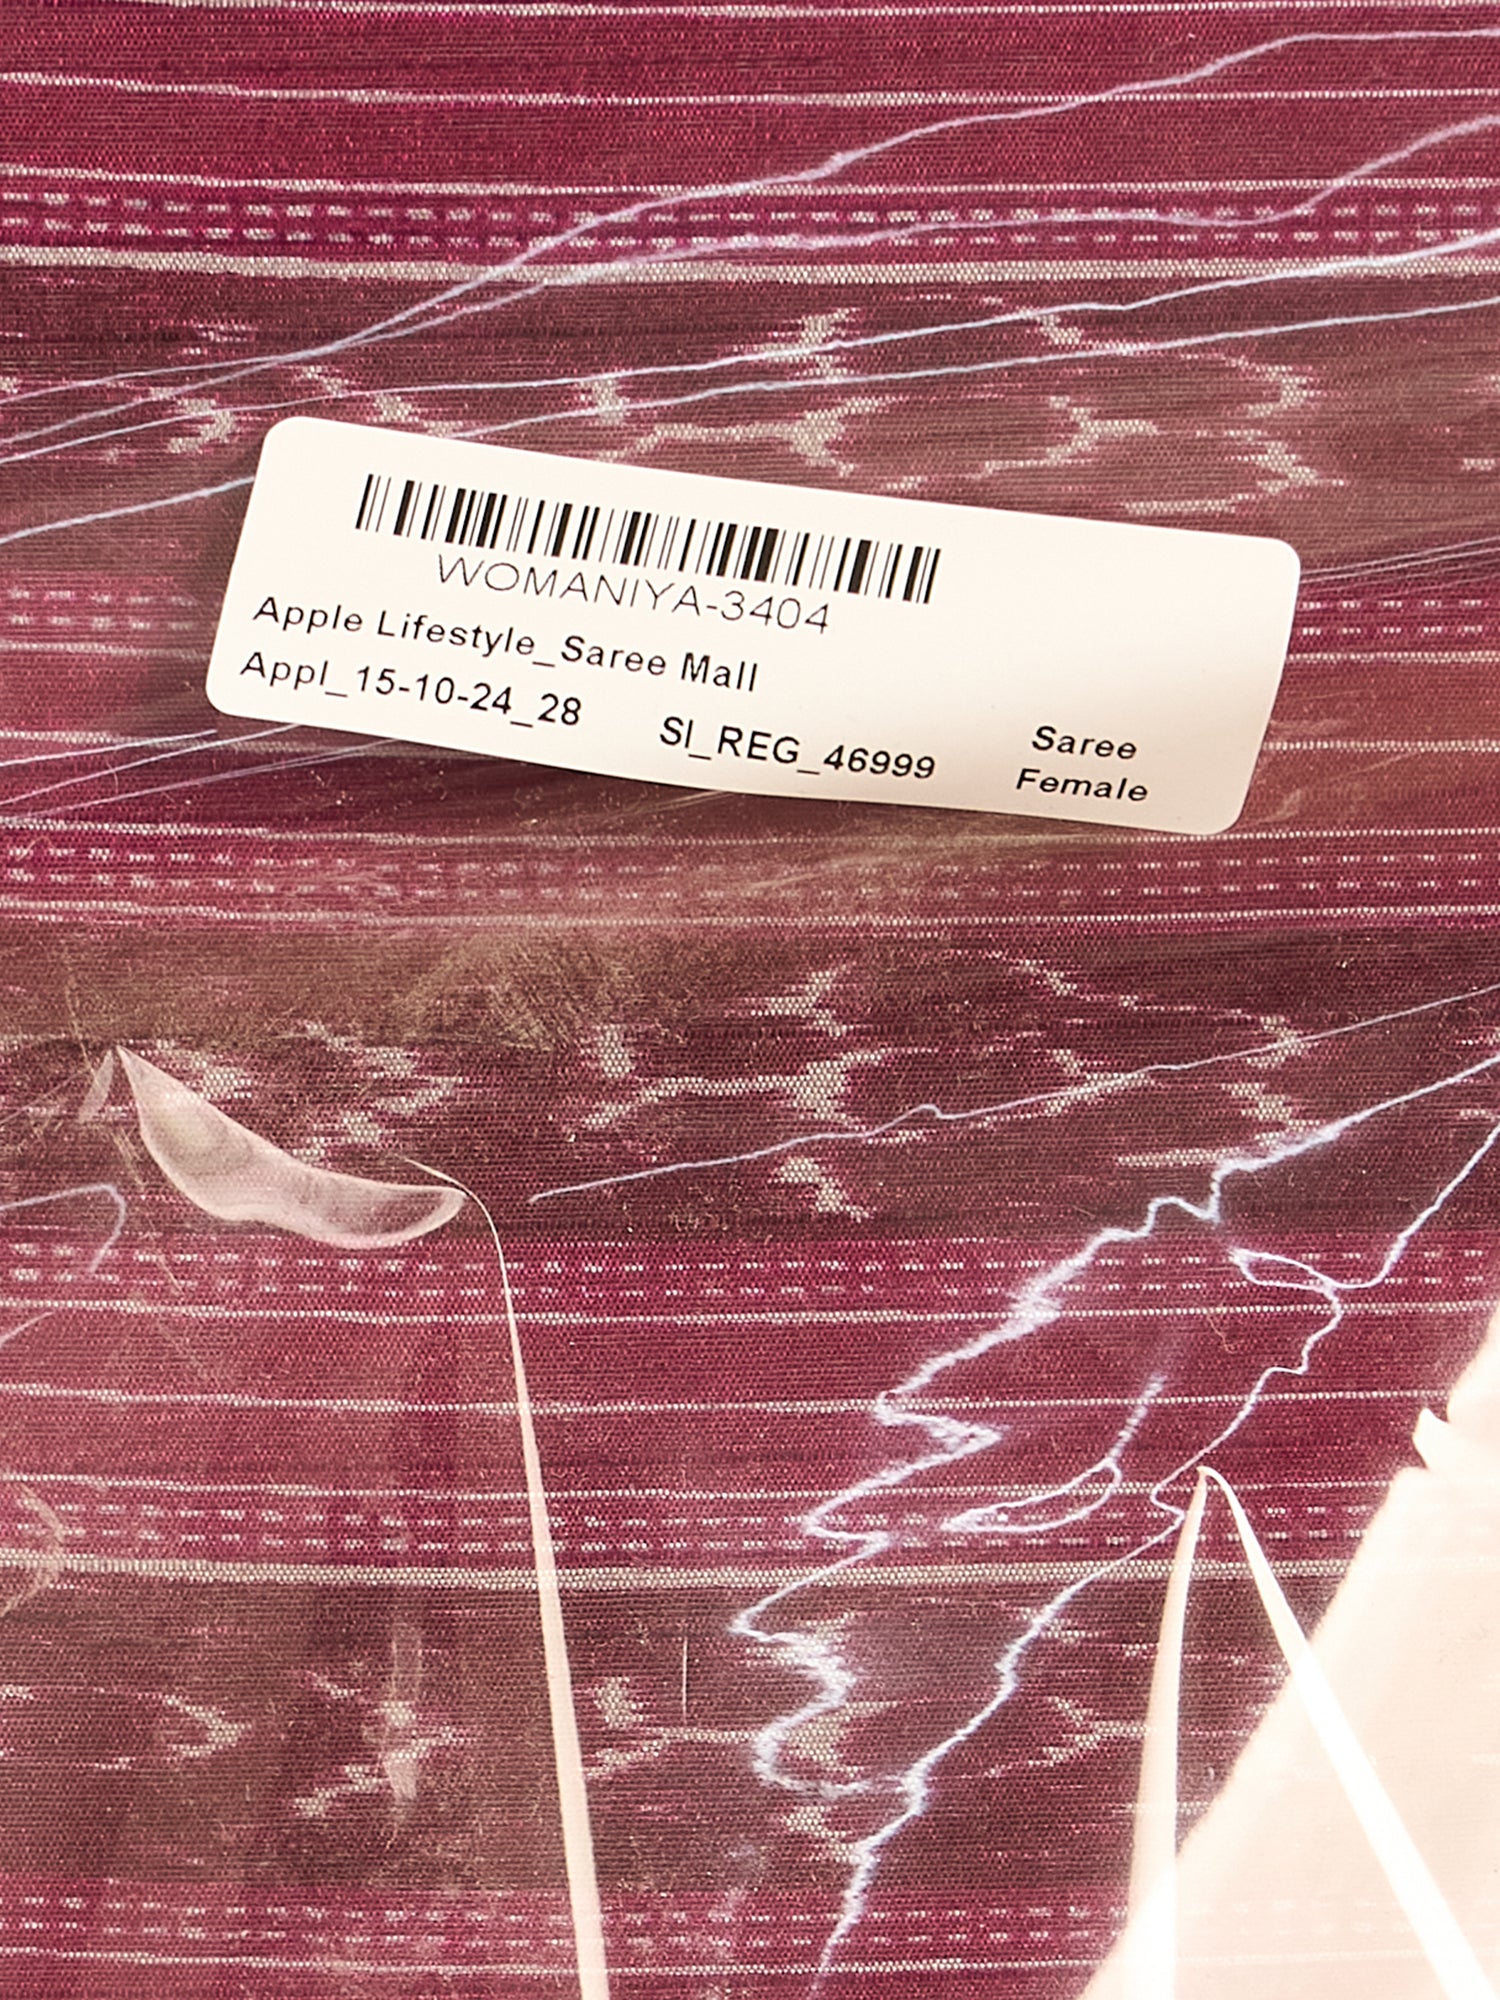 WOMANIYA-3404
Apple Lifestyle_Saree Mall
Appl_15-10-24_28 SI_REG_46999
Saree
Female